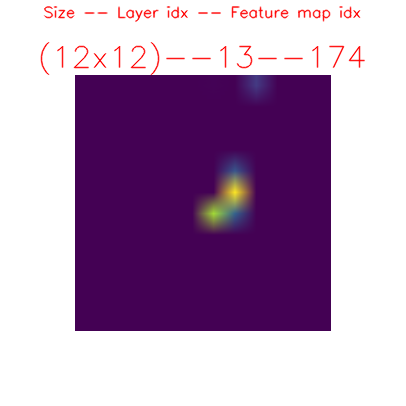 Size -- Layer idx -- Feature map idx
(12x12)--13--174